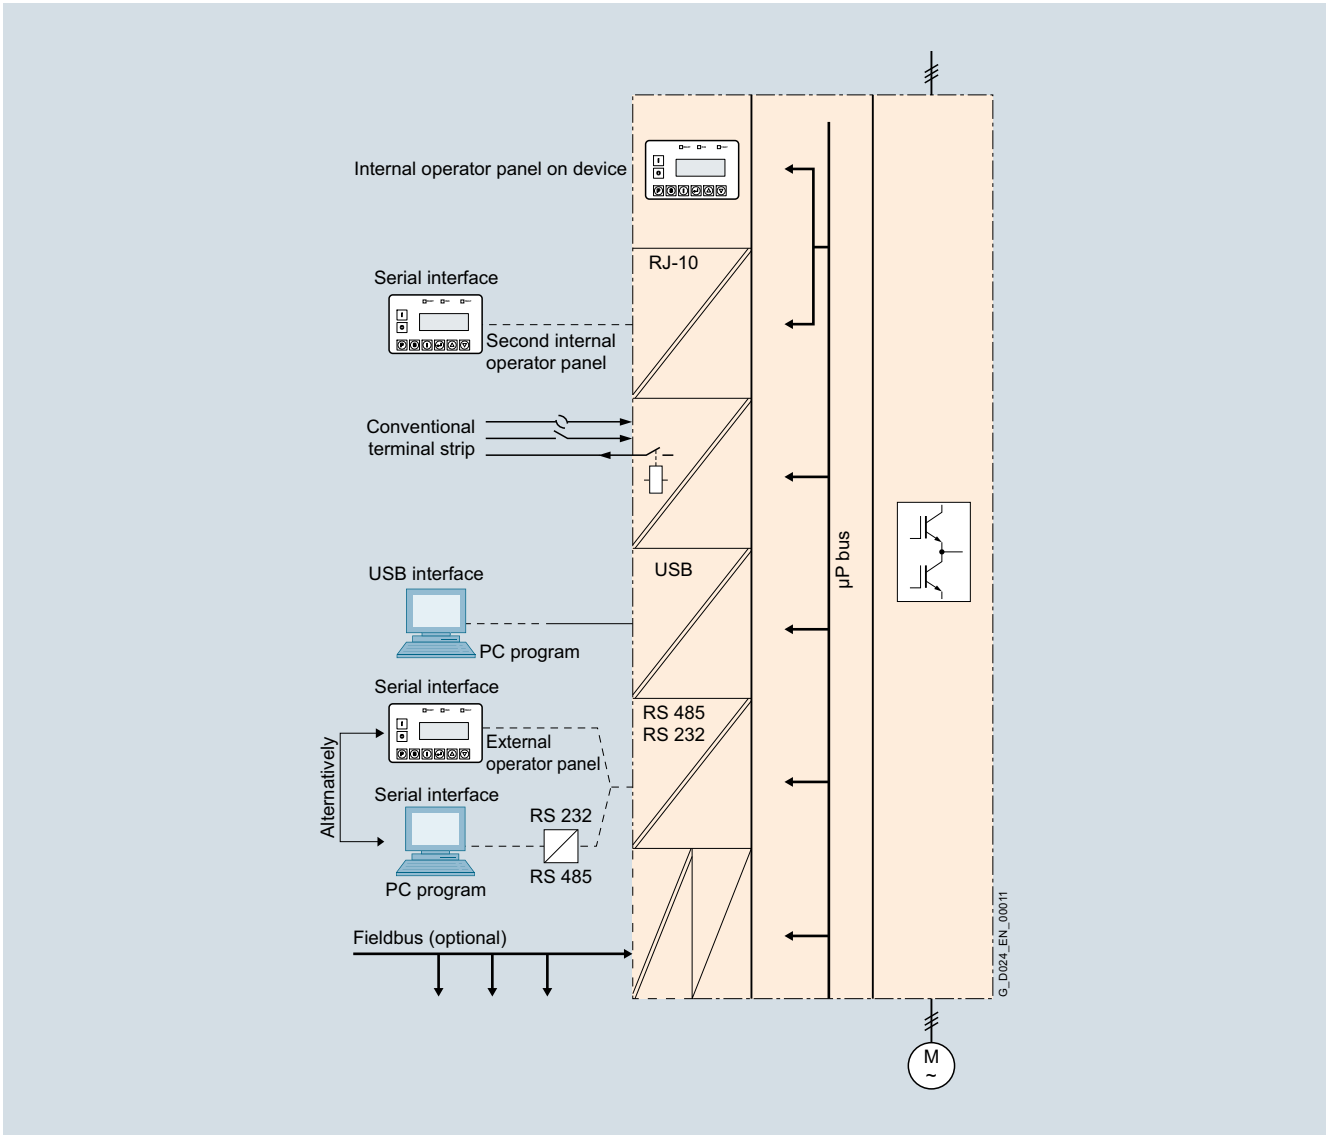 Internal operator panel on device
RJ-10
Serial interface
Second internal
operator panel
Conventional
terminal strip
µP bus
USB
USB interface
PC program
Serial interface
RS 485
RS 232
External
operator panel
Alternatively
Serial interface
RS 232
RS 485
PC program
Fieldbus (optional)
G_D024_EN_00011
M
~